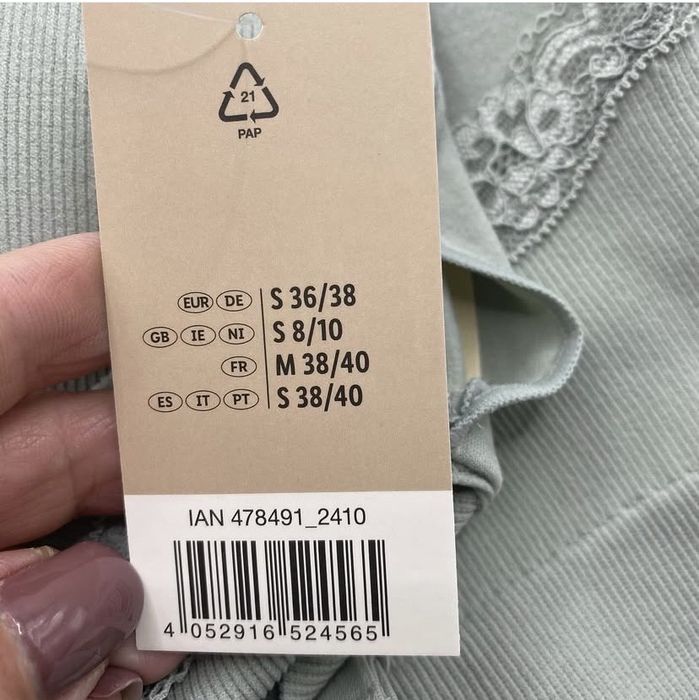 21
PAP
EUR DE S 36/38
GB IE NI S 8/10
FR M 38/40
ES IT PT S 38/40
IAN 478491_2410
4 052916 524565